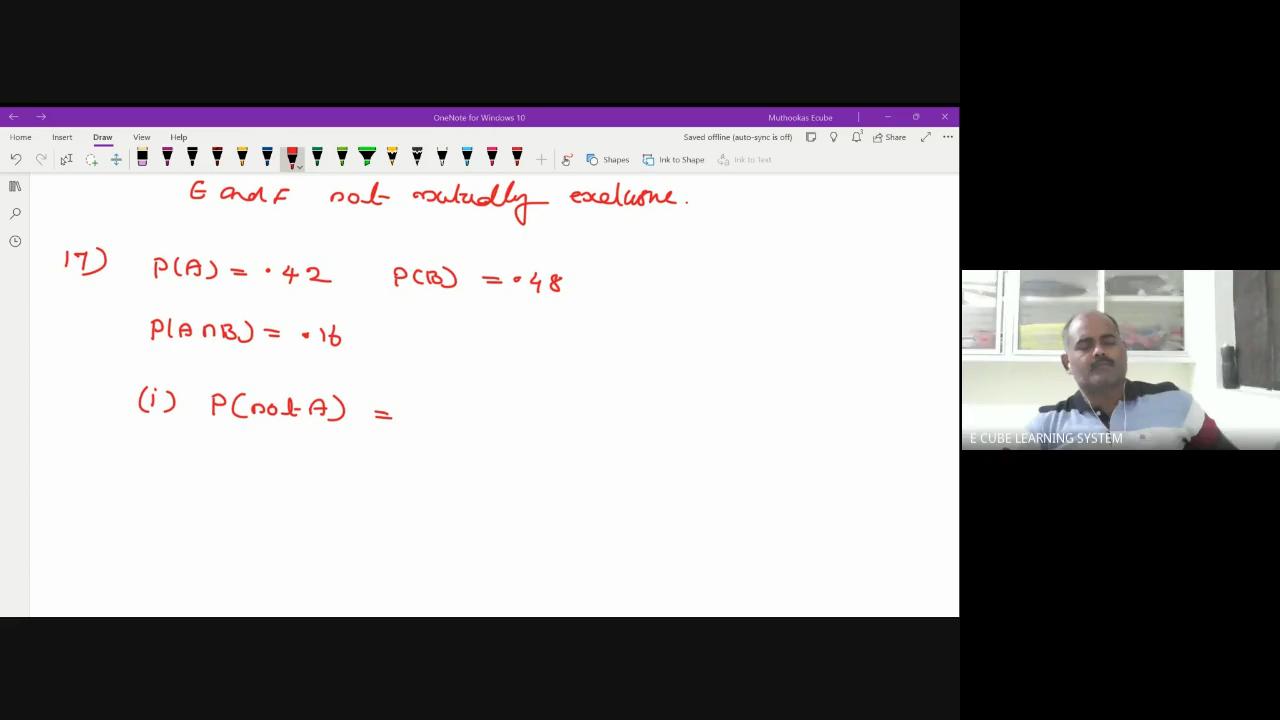 OneNote for Windows 10
Muthookas Ecube
Home Insert Draw View Help
Saved offline (auto-sync is off)
Share
Shapes
Ink to Shape
Ink to Text
E and F not mutually exclusive.
17) P(A) = .42 P(B) = .48
P(A∩B) = .16
(i) P(not A) =
E CUBE LEARNING SYSTEM